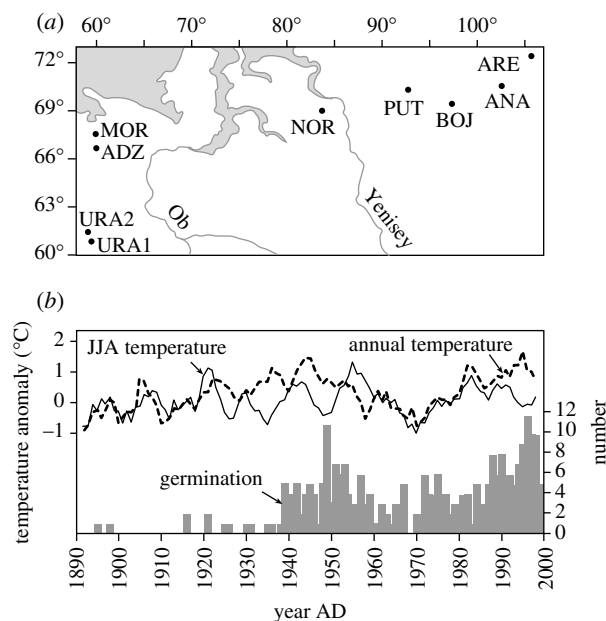 (a) 60° 70° 80° 90° 100°
72°
69°
66°
63°
60°
ARE
ANA
PUT
BOJ
NOR
MOR
ADZ
URA2
URA1
Ob
Yenisey
(b)
temperature anomaly (°C)
2
1
0
−1
JJA temperature
annual temperature
germination
12
10
8
6
4
2
0
number
1890 1900 1910 1920 1930 1940 1950 1960 1970 1980 1990 2000
year AD